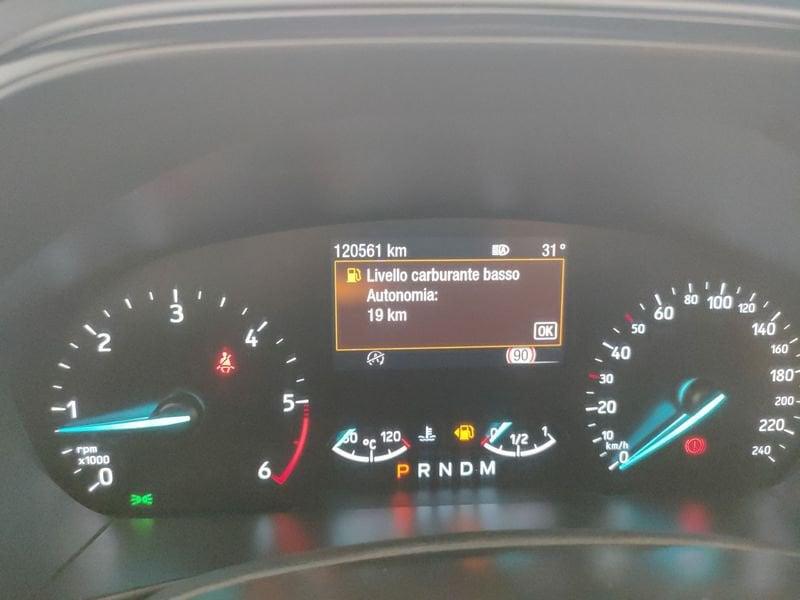 120561 km 31°
Livello carburante basso
Autonomia:
19 km
OK
90
0 1 2 3 4 5 6
rpm
x1000
°C 120
0 1/2 1
P R N D M
0 10 20 30 40 50 60 80 100 120 140 160 180 200 220 240
km/h